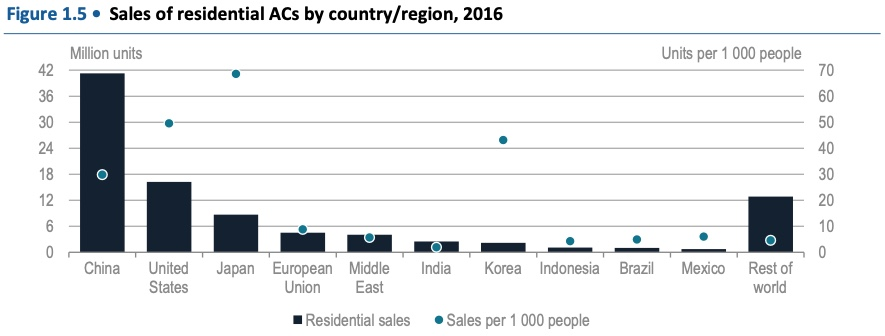 Figure 1.5 • Sales of residential ACs by country/region, 2016
Million units
Units per 1 000 people
42
36
30
24
18
12
6
0
70
60
50
40
30
20
10
0
China
United
States
Japan
European
Union
Middle
East
India
Korea
Indonesia
Brazil
Mexico
Rest of
world
Residential sales
Sales per 1 000 people